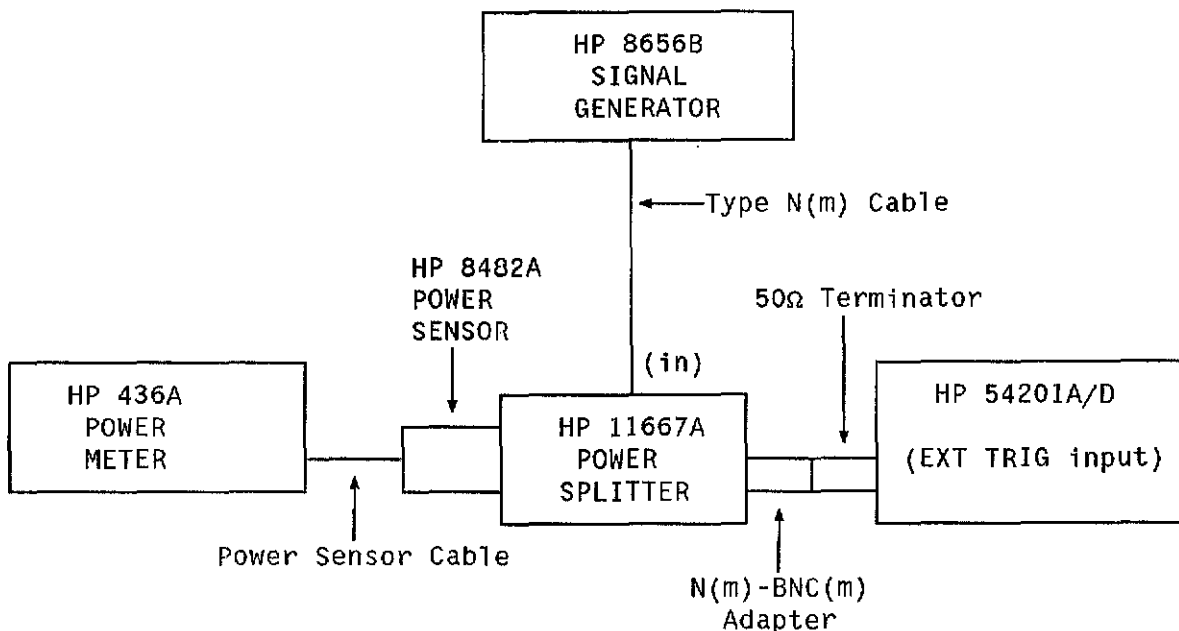 HP 8656B
SIGNAL
GENERATOR
Type N(m) Cable
HP 8482A
POWER
SENSOR
50Ω Terminator
(in)
HP 436A
POWER
METER
HP 11667A
POWER
SPLITTER
HP 54201A/D
(EXT TRIG input)
Power Sensor Cable
N(m)-BNC(m)
Adapter